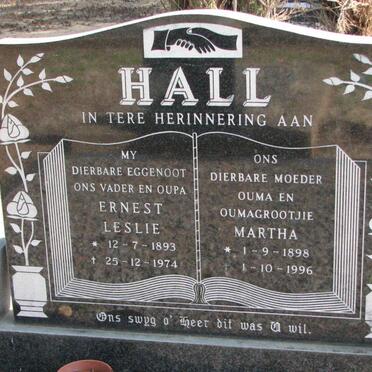 HALL
IN TERE HERINNERING AAN
MY
DIERBARE EGGENOOT
ONS VADER EN OUPA
ERNEST
LESLIE
* 12-7-1893
† 25-12-1974
ONS
DIERBARE MOEDER
OUMA EN
OUMAGROOTJIE
MARTHA
* 1-9-1898
† 1-10-1996
Ons swyg o' Heer dit was U wil.